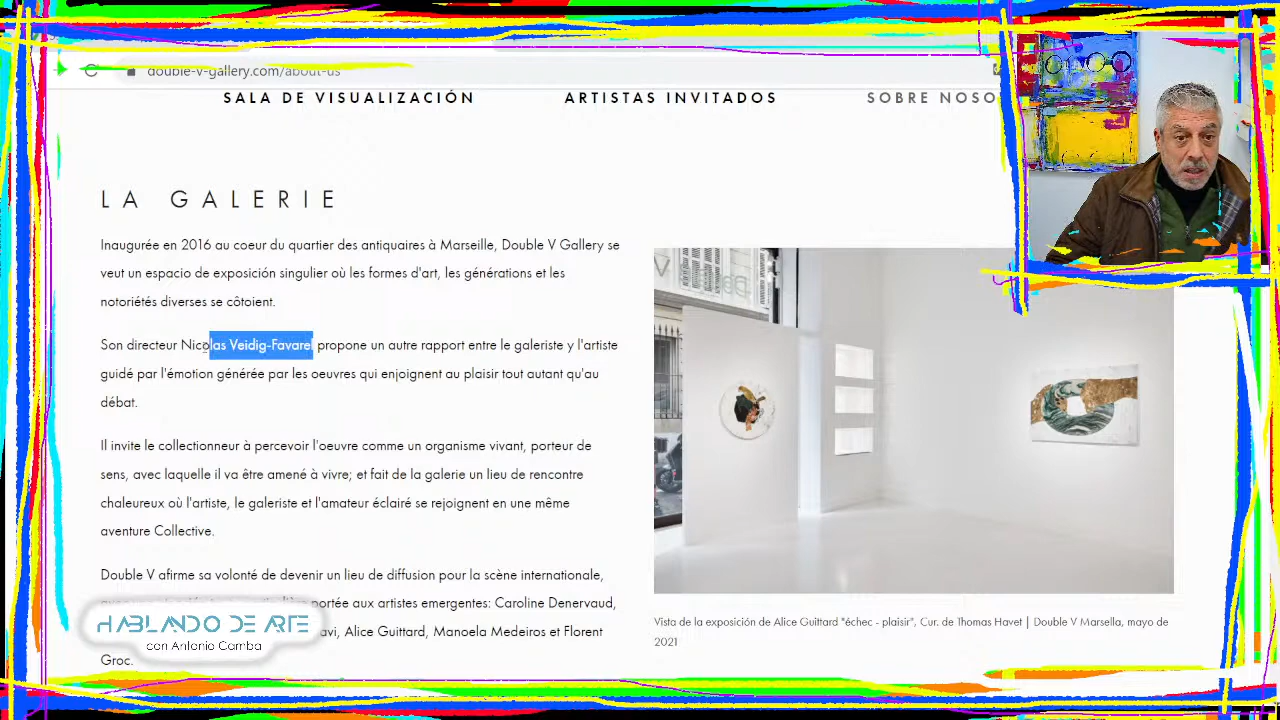 double-v-gallery.com/about-us
SALA DE VISUALIZACIÓN
ARTISTAS INVITADOS
SOBRE NOSO
LA GALERIE
Inaugurée en 2016 au coeur du quartier des antiquaires à Marseille, Double V Gallery se
veut un espacio de exposición singulier où les formes d'art, les générations et les
notoriétés diverses se côtoient.
Son directeur Nicolas Veidig-Favarel propone un autre rapport entre le galeriste y l'artiste
guidé par l'émotion générée par les oeuvres qui enjoignent au plaisir tout autant qu'au
débat.
Il invite le collectionneur à percevoir l'oeuvre comme un organisme vivant, porteur de
sens, avec laquelle il va être amené à vivre; et fait de la galerie un lieu de rencontre
chaleureux où l'artiste, le galeriste et l'amateur éclairé se rejoignent en une même
aventure Collective.
Double V afirme sa volonté de devenir un lieu de diffusion pour la scène internationale,
portée aux artistes emergentes: Caroline Denervaud,
avi, Alice Guittard, Manoela Medeiros et Florent
Groc.
HABLANDO DE ARTE
con Antonio Camba
Vista de la exposición de Alice Guittard "échec - plaisir", Cur. de Thomas Havet | Double V Marsella, mayo de
2021